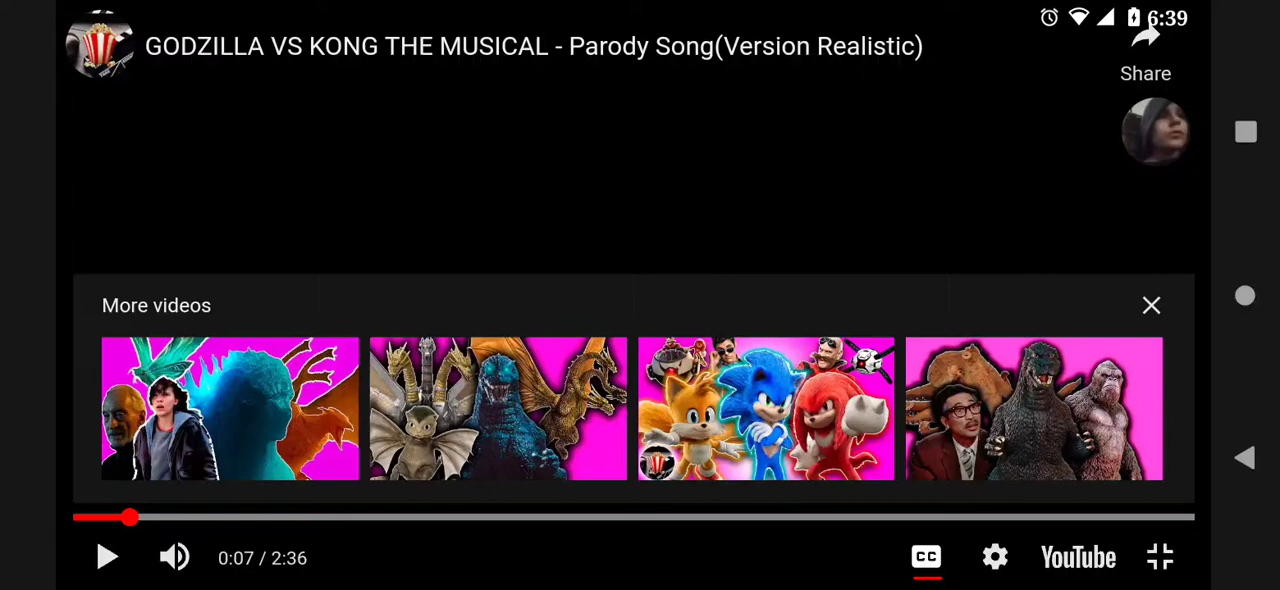 6:39
GODZILLA VS KONG THE MUSICAL - Parody Song(Version Realistic)
Share
More videos
0:07 / 2:36
CC
YouTube